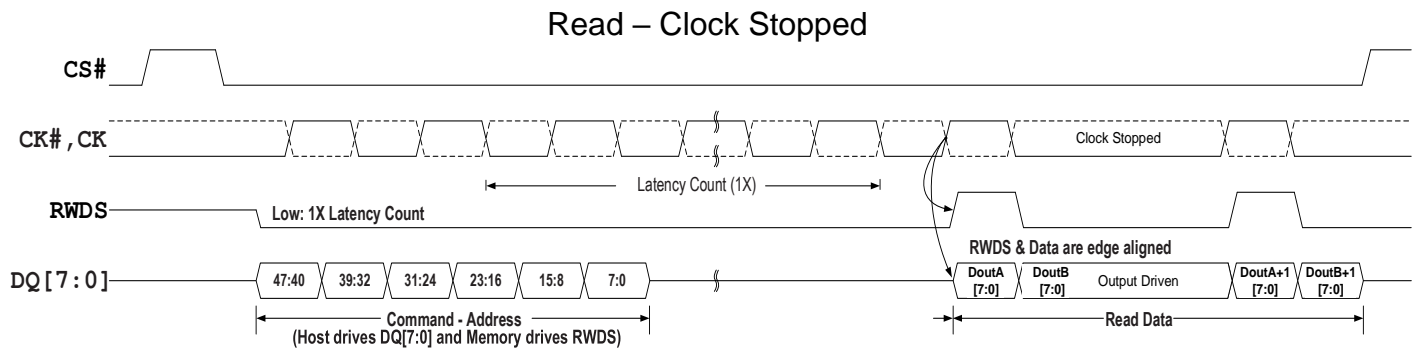 Read – Clock Stopped
CS#
CK#,CK
Clock Stopped
Latency Count (1X)
RWDS
Low: 1X Latency Count
RWDS & Data are edge aligned
DQ[7:0]
47:40 39:32 31:24 23:16 15:8 7:0
DoutA [7:0]
DoutB [7:0]
Output Driven
DoutA+1 [7:0]
DoutB+1 [7:0]
Command - Address
(Host drives DQ[7:0] and Memory drives RWDS)
Read Data